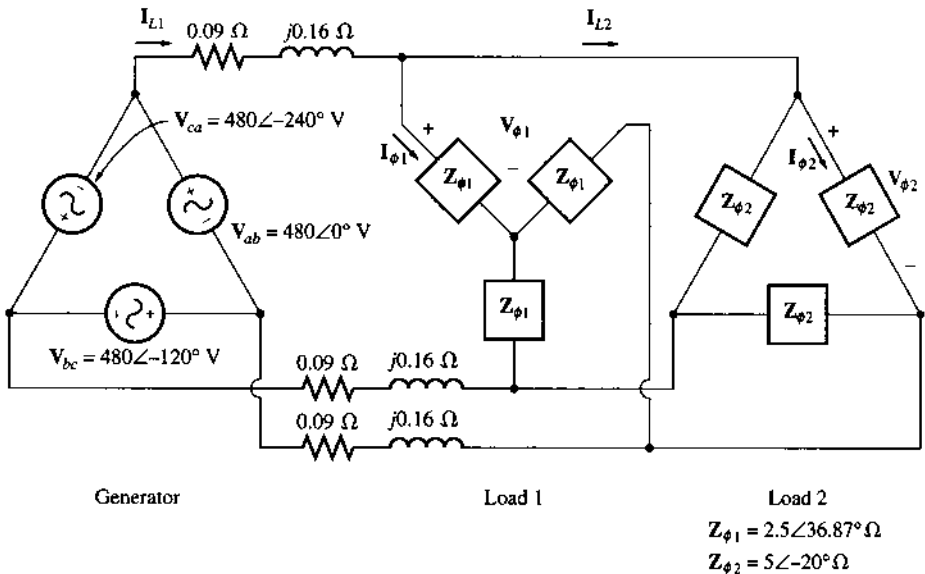 I_L1
0.09 Ω
j0.16 Ω
I_L2
V_ca = 480∠–240° V
V_ab = 480∠0° V
V_bc = 480∠–120° V
+
V_ϕ1
I_ϕ1
–
Z_ϕ1
Z_ϕ1
Z_ϕ1
+
I_ϕ2
V_ϕ2
Z_ϕ2
Z_ϕ2
–
Z_ϕ2
0.09 Ω
j0.16 Ω
0.09 Ω
j0.16 Ω
Generator
Load 1
Load 2
Z_ϕ1 = 2.5∠36.87° Ω
Z_ϕ2 = 5∠–20° Ω